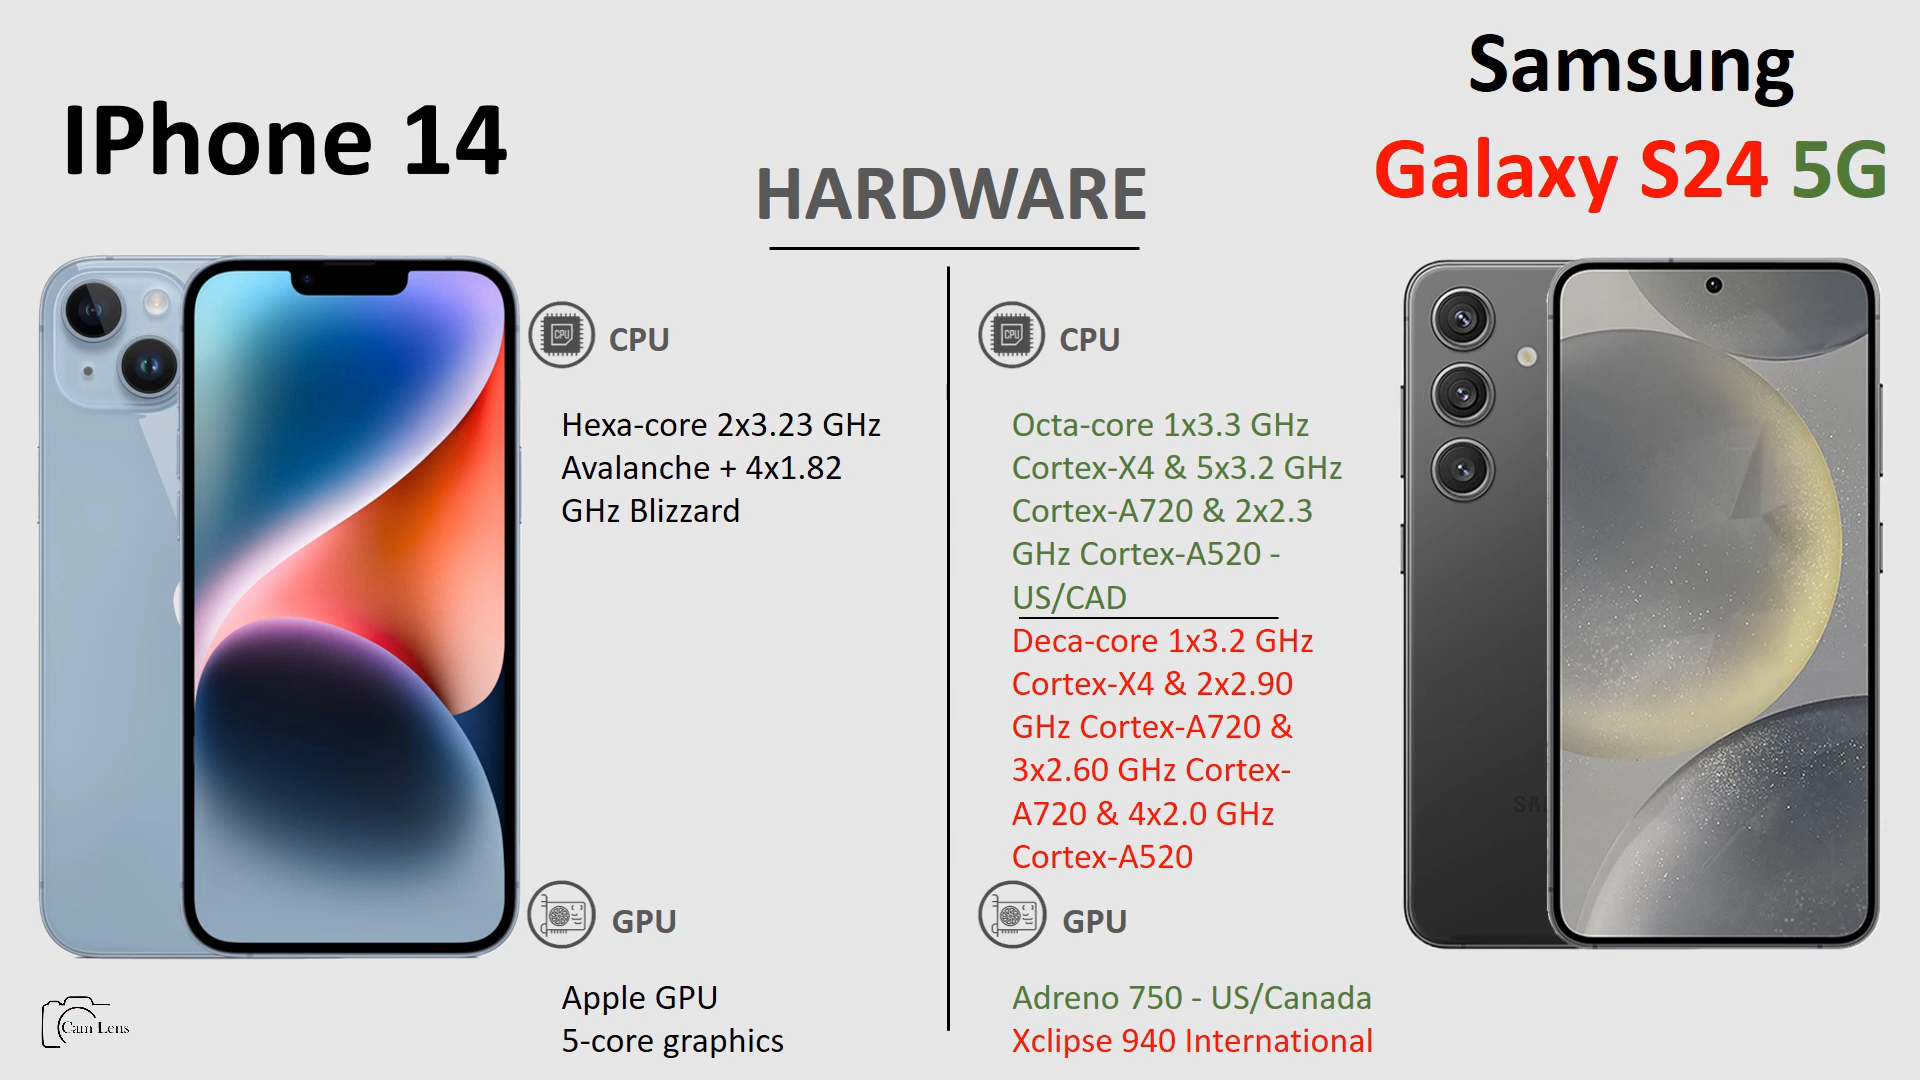 IPhone 14
Samsung
Galaxy S24 5G
HARDWARE
CPU
Hexa-core 2x3.23 GHz
Avalanche + 4x1.82
GHz Blizzard
GPU
Apple GPU
5-core graphics
CPU
Octa-core 1x3.3 GHz
Cortex-X4 & 5x3.2 GHz
Cortex-A720 & 2x2.3
GHz Cortex-A520 -
US/CAD
Deca-core 1x3.2 GHz
Cortex-X4 & 2x2.90
GHz Cortex-A720 &
3x2.60 GHz Cortex-
A720 & 4x2.0 GHz
Cortex-A520
GPU
Adreno 750 - US/Canada
Xclipse 940 International
CPU
CPU
SA
Cam Lens